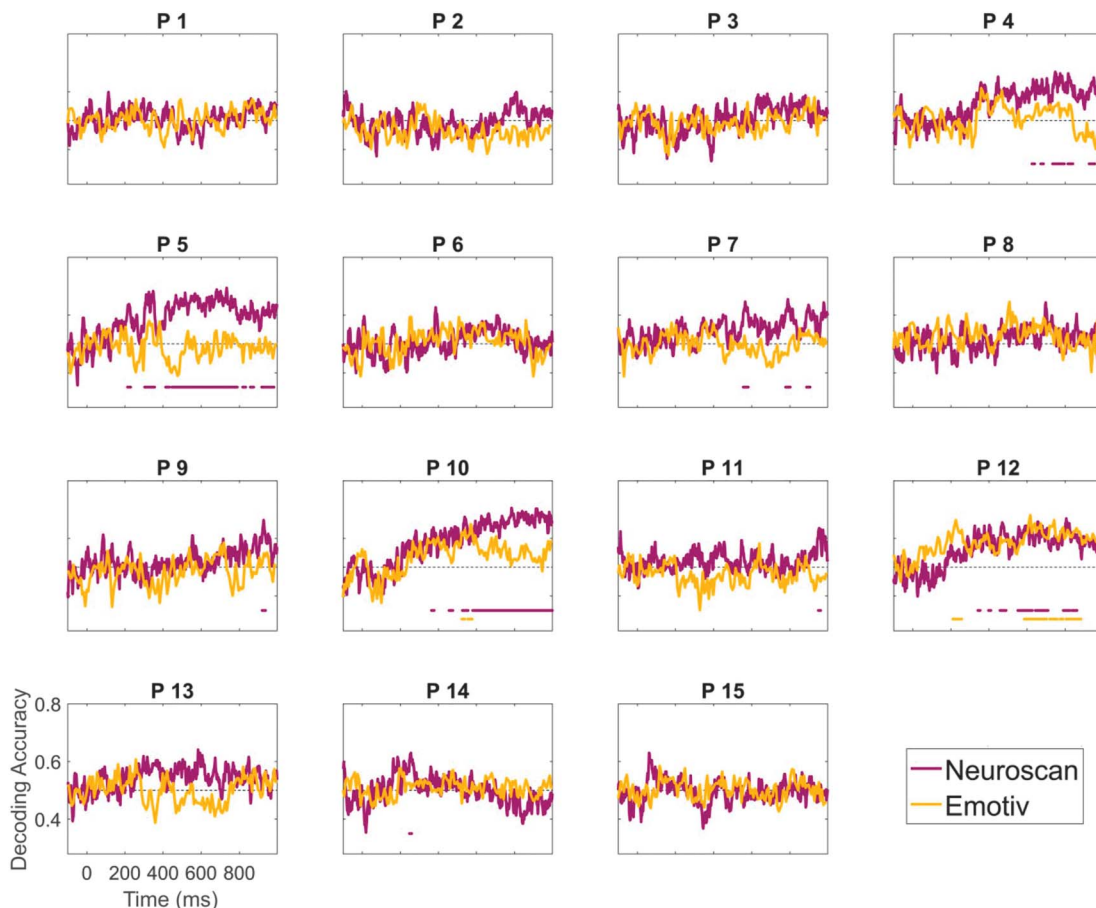 P 1
P 2
P 3
P 4
P 5
P 6
P 7
P 8
P 9
P 10
P 11
P 12
P 13
P 14
P 15
Decoding Accuracy
0.8
0.6
0.4
0 200 400 600 800
Time (ms)
Neuroscan
Emotiv